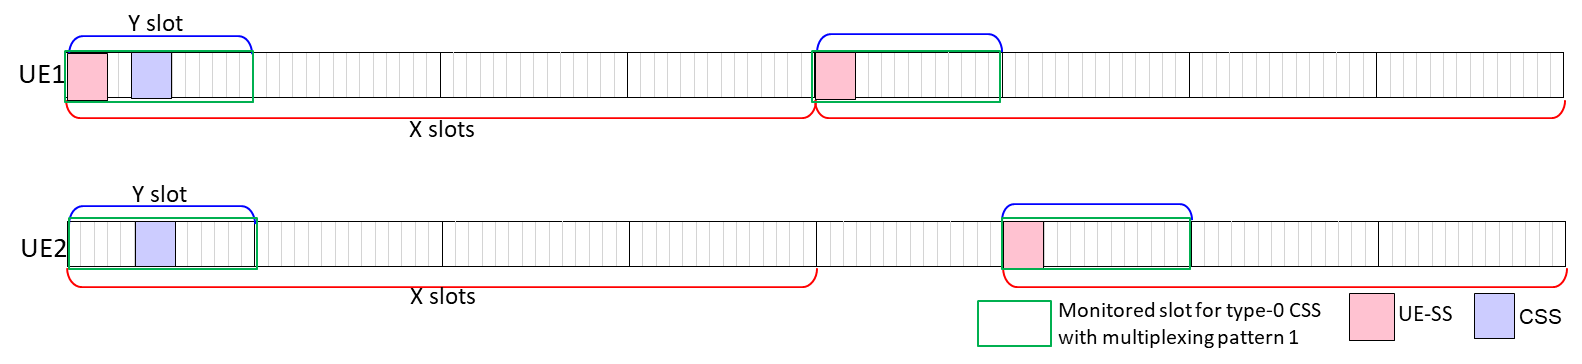 Y slot
UE1
X slots
Y slot
UE2
X slots
Monitored slot for type-0 CSS
with multiplexing pattern 1
UE-SS
CSS